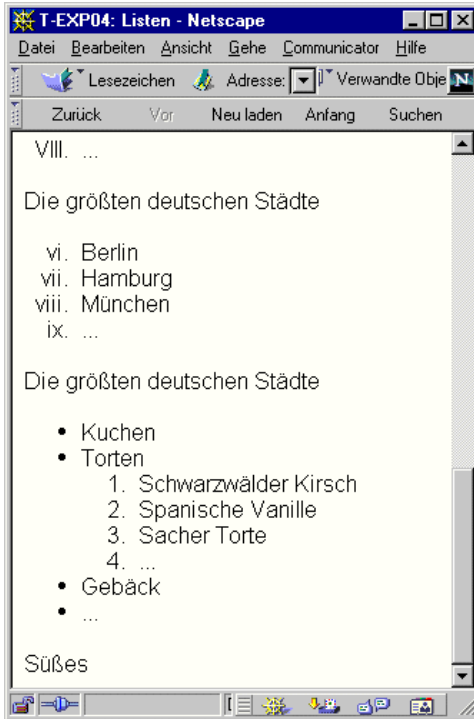 T-EXP04: Listen - Netscape
Datei Bearbeiten Ansicht Gehe Communicator Hilfe
Lesezeichen Adresse: Verwandte Obje N
Zurück Vor Neu laden Anfang Suchen
VIII. ...
Die größten deutschen Städte
vi. Berlin
vii. Hamburg
viii. München
ix. ...
Die größten deutschen Städte
• Kuchen
• Torten
1. Schwarzwälder Kirsch
2. Spanische Vanille
3. Sacher Torte
4. ...
• Gebäck
• ...
Süßes